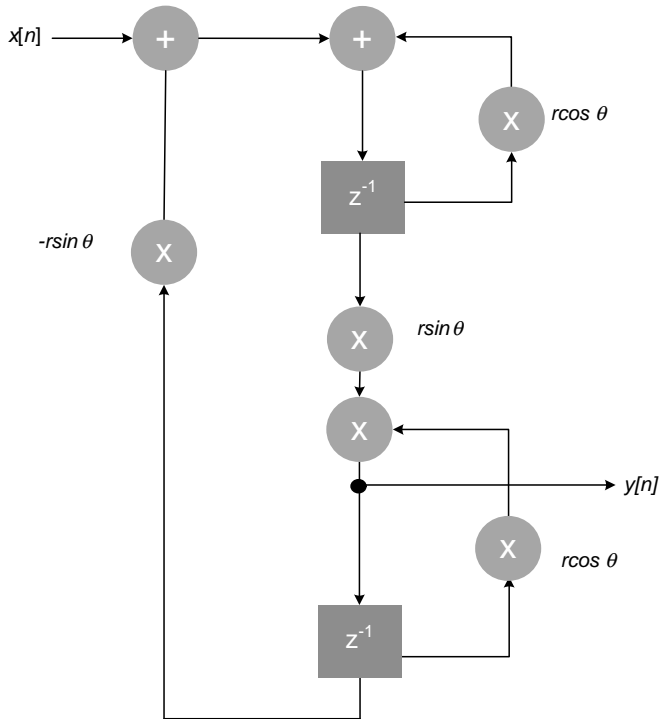 x[n]
+
+
x
rcos θ
z⁻¹
-rsin θ
x
x
rsin θ
x
y[n]
x
rcos θ
z⁻¹